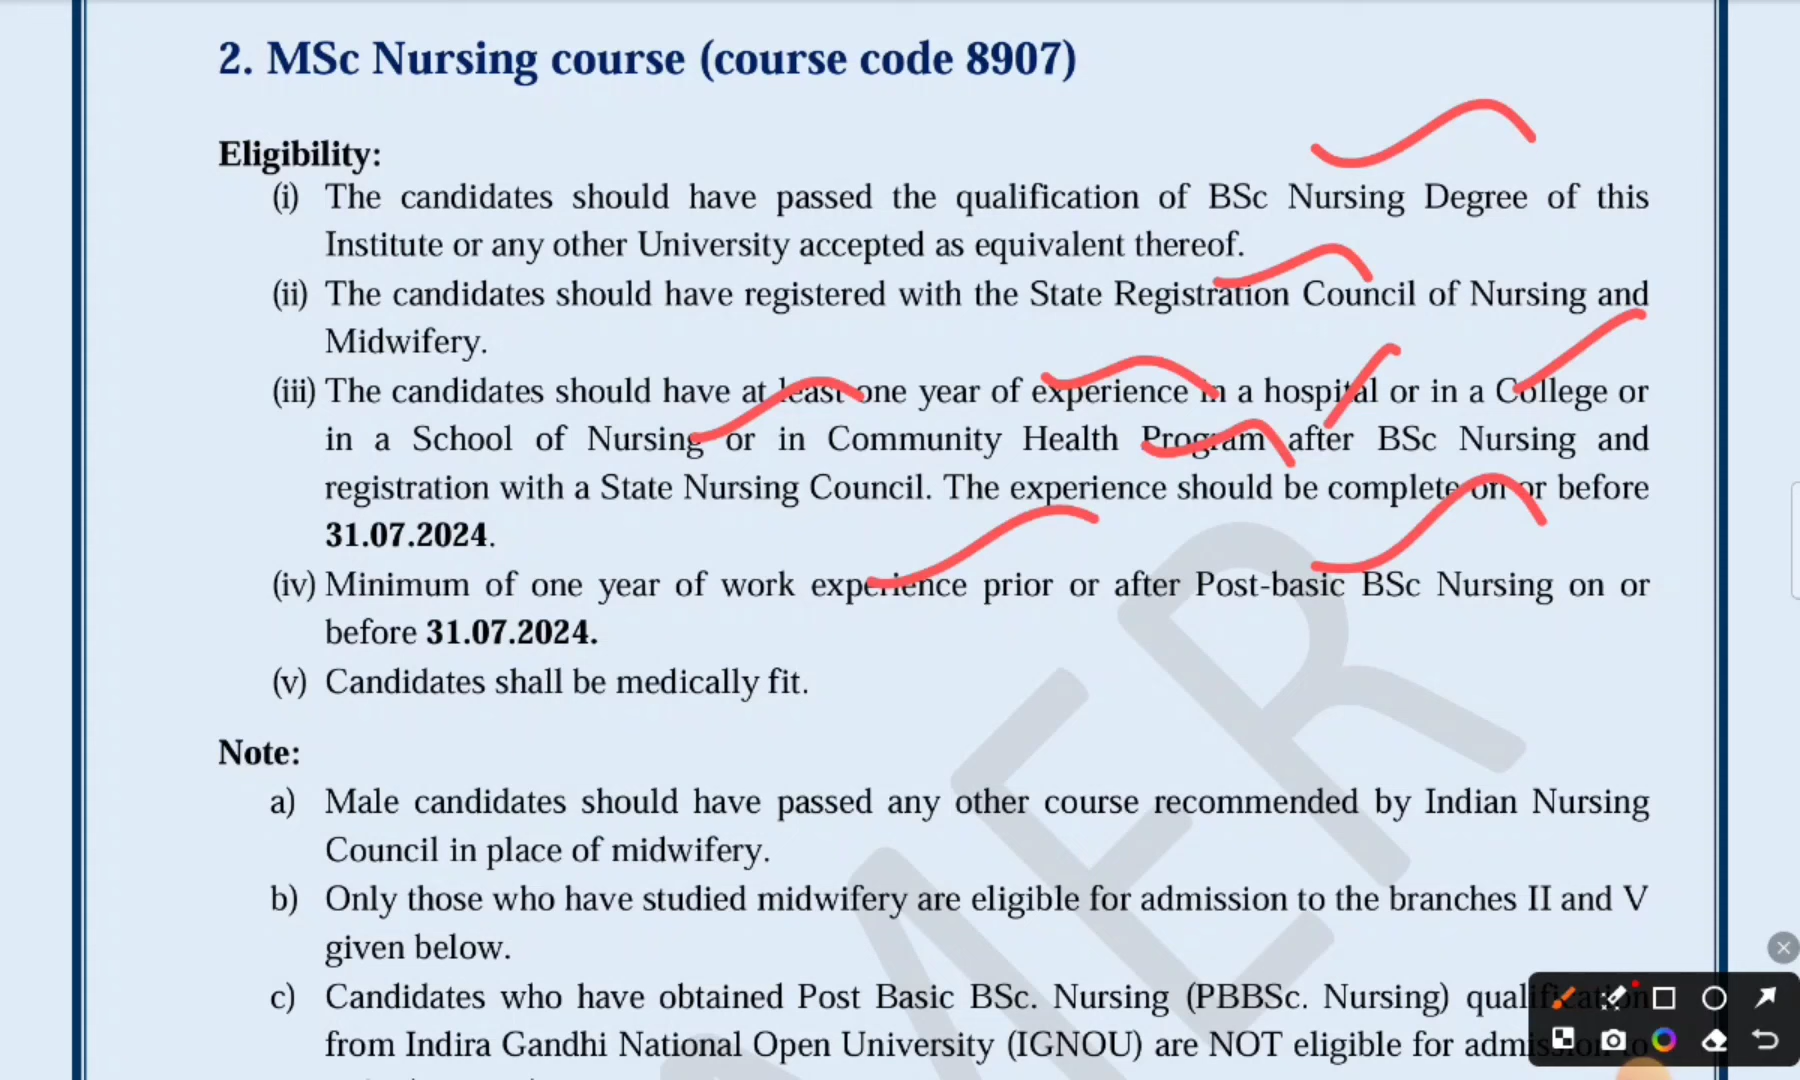 2. MSc Nursing course (course code 8907)
Eligibility:
(i) The candidates should have passed the qualification of BSc Nursing Degree of this
Institute or any other University accepted as equivalent thereof.
(ii) The candidates should have registered with the State Registration Council of Nursing and
Midwifery.
(iii) The candidates should have at least one year of experience in a hospital or in a College or
in a School of Nursing or in Community Health Program after BSc Nursing and
registration with a State Nursing Council. The experience should be complete on or before
31.07.2024.
(iv) Minimum of one year of work experience prior or after Post-basic BSc Nursing on or
before 31.07.2024.
(v) Candidates shall be medically fit.
Note:
a) Male candidates should have passed any other course recommended by Indian Nursing
Council in place of midwifery.
b) Only those who have studied midwifery are eligible for admission to the branches II and V
given below.
c) Candidates who have obtained Post Basic BSc. Nursing (PBBSc. Nursing) qualification
from Indira Gandhi National Open University (IGNOU) are NOT eligible for admission to
MER